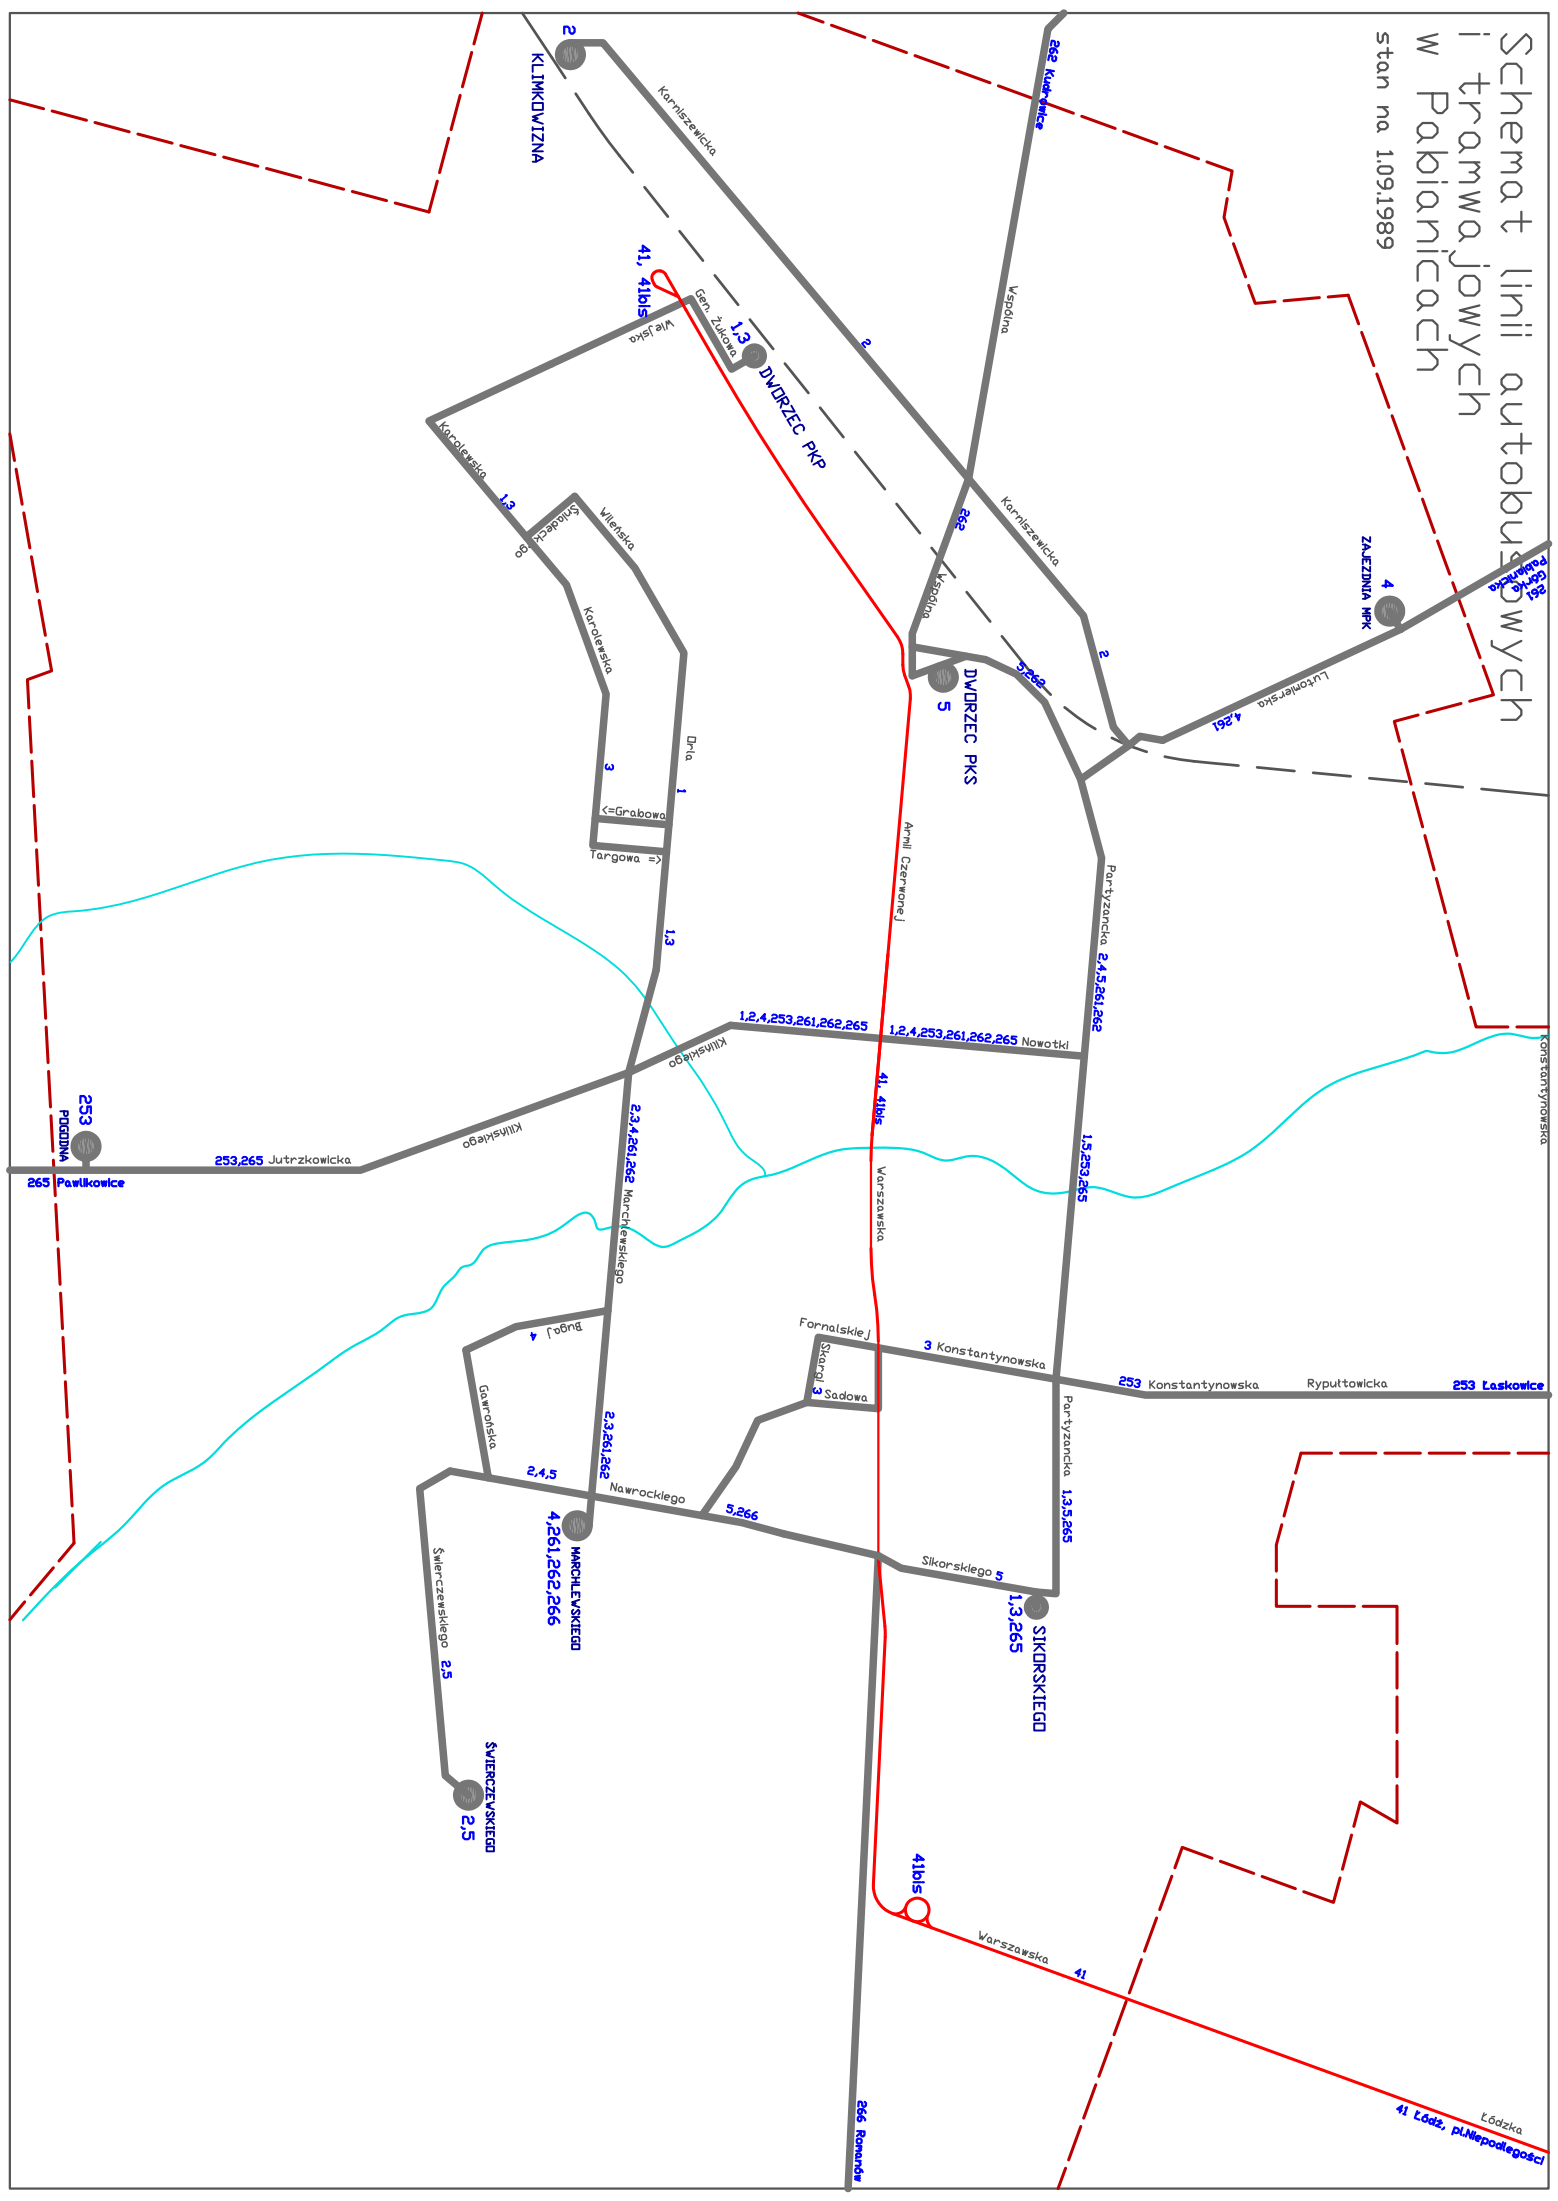 Schemat linii autobusowych
i tramwajowych
w Pabianicach
stan na 1.09.1989
262 Kudrowice
2
KLIMKOWIZNA
Karniszewicka
Wspólna
2
41, 41bis
Gen. Żukowa
1,3
DWORZEC PKP
Wiejska
Karolewska
1,3
Śniadeckiego
Wileńska
262
Karniszewicka
Wspólna
ZAJEZDNIA MPK
4
261
Górka
Pabianicka
Lutomierska
4,261
2
5,262
DWORZEC PKS
5
Karolewska
3
Orla
1
<=Grabowa
Targowa =>
1,3
Armii Czerwonej
Partyzancka
2,4,5,261,262
1,2,4,253,261,262,265
1,2,4,253,261,262,265
Nowotki
Kilińskiego
Kilińskiego
41, 41bis
Konstantynowska
253
POGODNA
253,265
Jutrzkowicka
265 Pawlikowice
2,3,4,261,262
Marchlewskiego
Warszawska
1,5,253,265
Bugaj
4
Gawrońska
Fornalskiej
3
Konstantynowska
Skargi
3
Sadowa
253
Konstantynowska
Rypułtowicka
253 Łaskowice
2,3,261,262
2,4,5
Nawrockiego
5,266
Partyzancka
1,3,5,265
Sikorskiego
5
1,3,265
SIKORSKIEGO
4,261,262,266
MARCHLEWSKIEGO
Świerczewskiego
2,5
ŚWIERCZEWSKIEGO
2,5
41bis
Warszawska
41
266 Romanów
41 Łódź, pl.Niepodległości
Łódzka